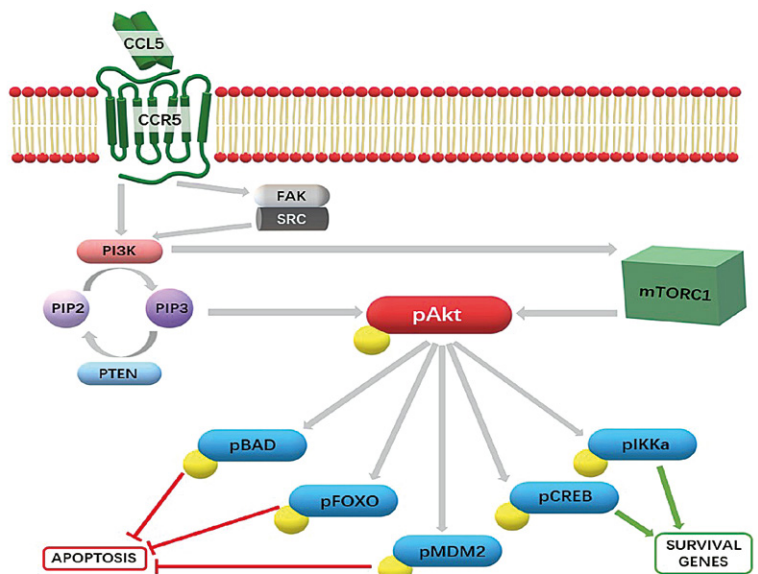 CCL5
CCR5
FAK
SRC
PI3K
mTORC1
PIP2
PIP3
pAkt
PTEN
pBAD
pIKKa
pFOXO
pCREB
pMDM2
APOPTOSIS
SURVIVAL
GENES